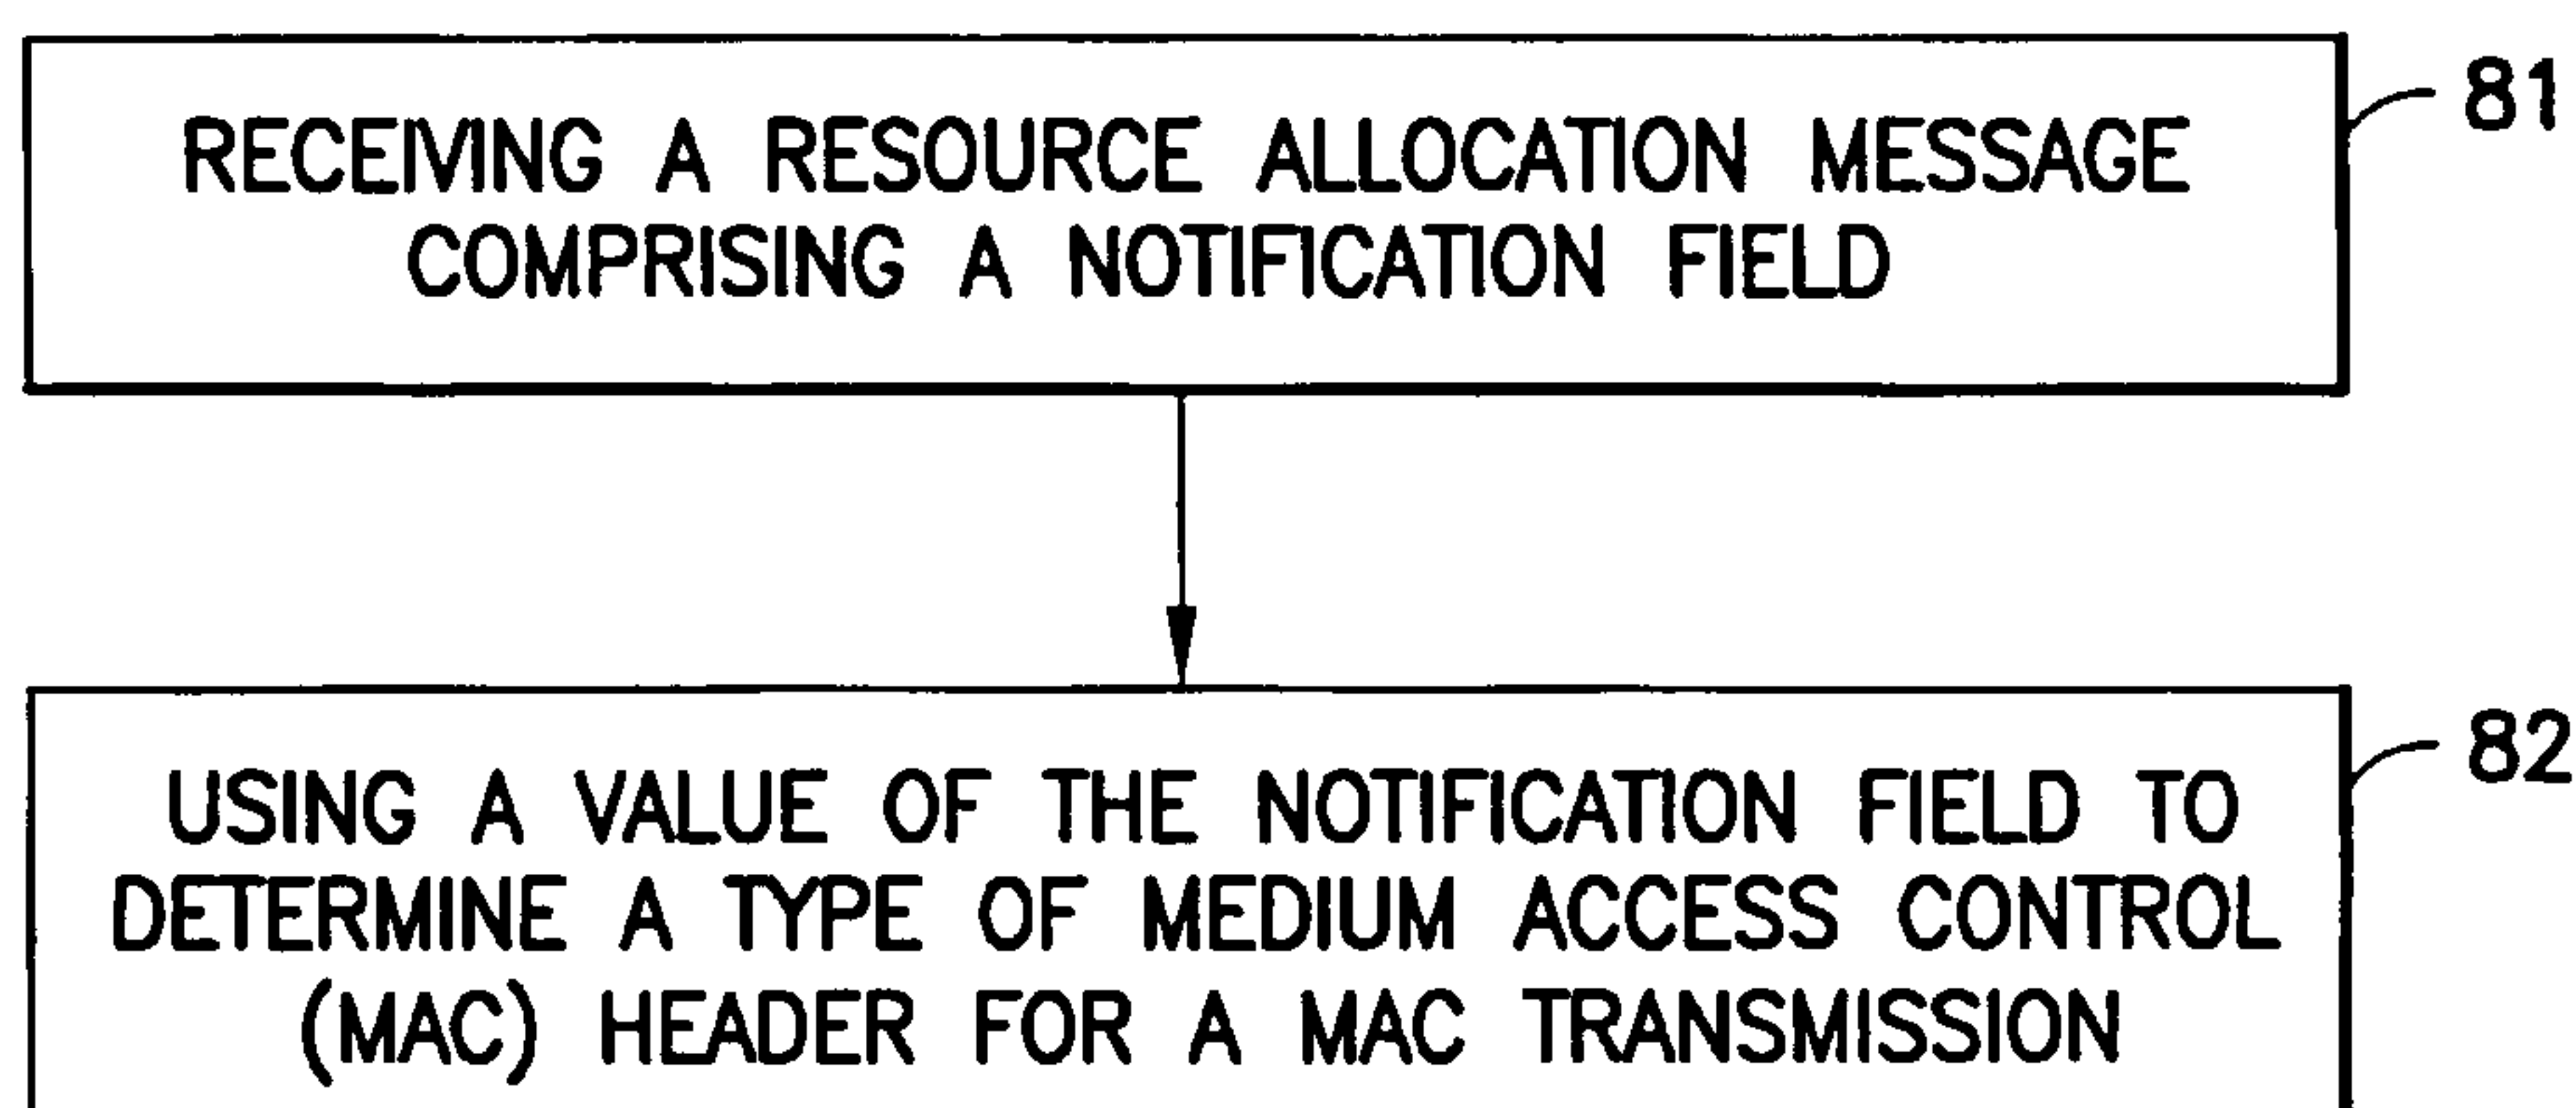 RECEIVING A RESOURCE ALLOCATION MESSAGE
COMPRISING A NOTIFICATION FIELD
81
USING A VALUE OF THE NOTIFICATION FIELD TO
DETERMINE A TYPE OF MEDIUM ACCESS CONTROL
(MAC) HEADER FOR A MAC TRANSMISSION
82